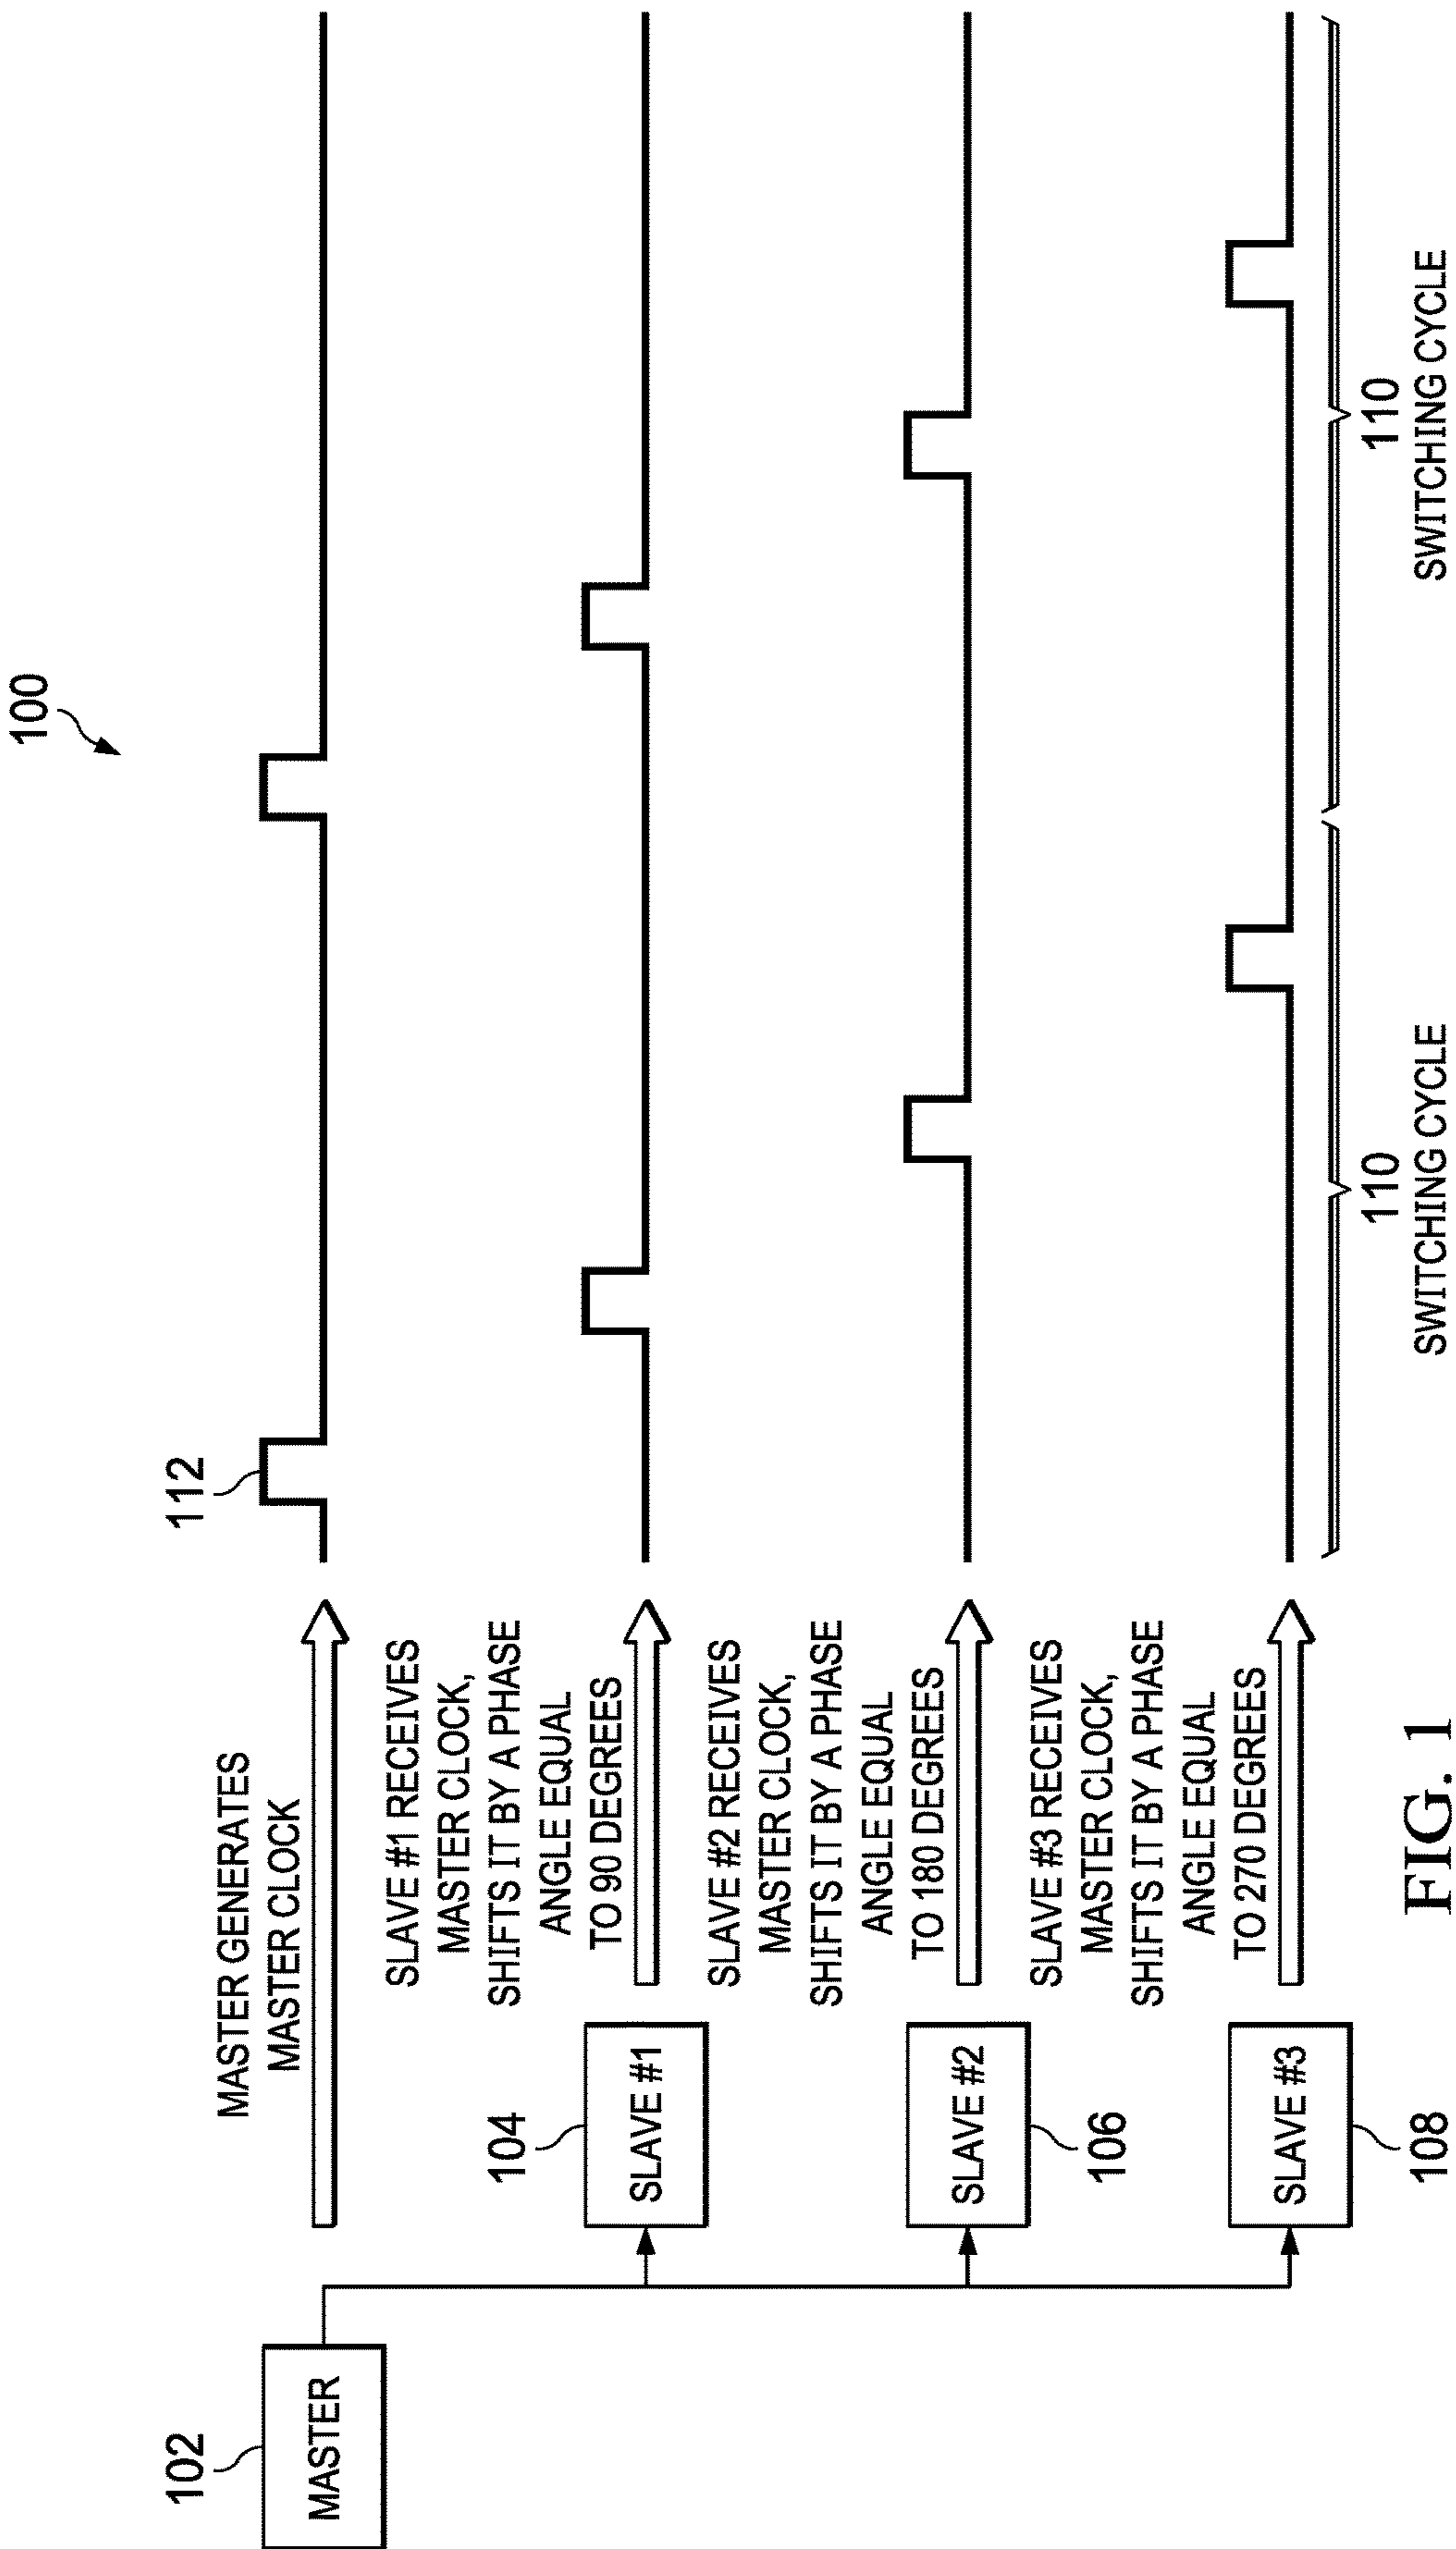 100
102
MASTER
MASTER GENERATES
MASTER CLOCK
112
104
SLAVE #1
SLAVE #1 RECEIVES
MASTER CLOCK,
SHIFTS IT BY A PHASE
ANGLE EQUAL
TO 90 DEGREES
SLAVE #2
106
SLAVE #2 RECEIVES
MASTER CLOCK,
SHIFTS IT BY A PHASE
ANGLE EQUAL
TO 180 DEGREES
SLAVE #3
108
SLAVE #3 RECEIVES
MASTER CLOCK,
SHIFTS IT BY A PHASE
ANGLE EQUAL
TO 270 DEGREES
110
SWITCHING CYCLE
110
SWITCHING CYCLE
FIG. 1